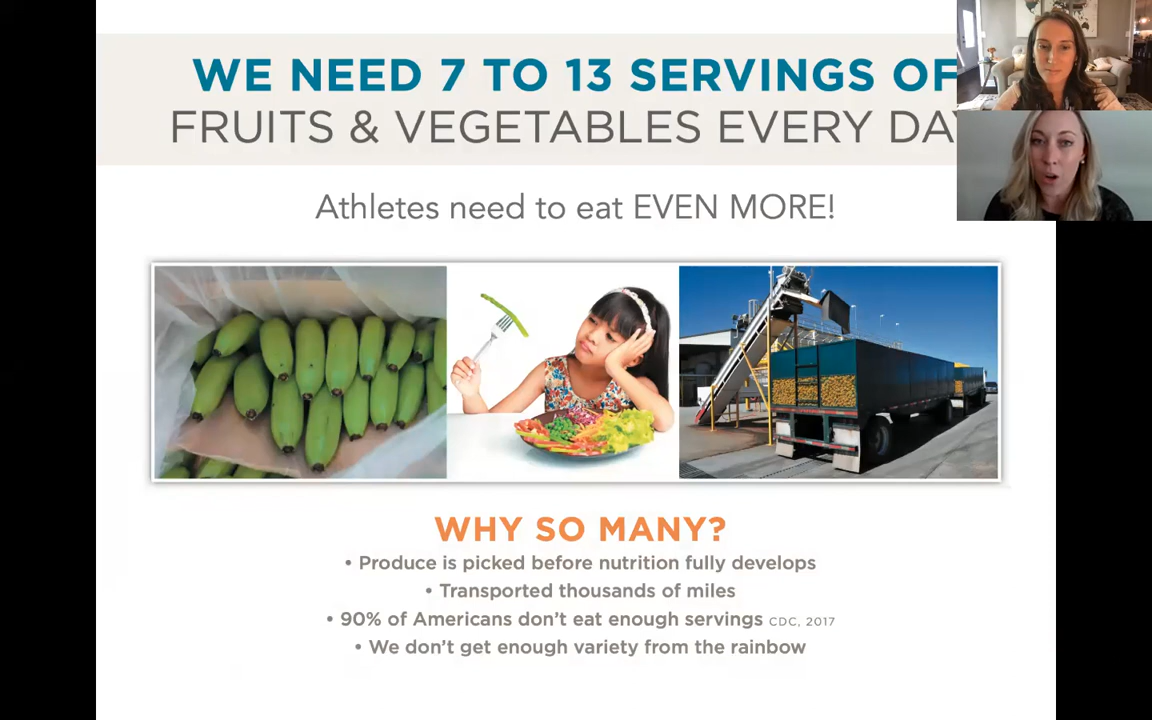 WE NEED 7 TO 13 SERVINGS OF
FRUITS & VEGETABLES EVERY DA
Athletes need to eat EVEN MORE!
WHY SO MANY?
• Produce is picked before nutrition fully develops
• Transported thousands of miles
• 90% of Americans don't eat enough servings CDC, 2017
• We don't get enough variety from the rainbow